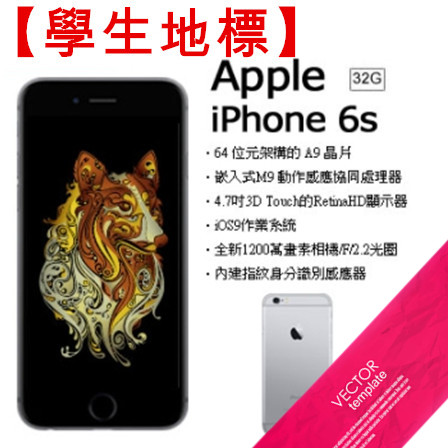 【學生地標】
Apple 32G
iPhone 6s
·64 位元架構的 A9 晶片
·嵌入式M9 動作感應協同處理器
·4.7吋3D Touch的RetinaHD顯示器
·iOS9作業系統
·全新1200萬畫素相機/F/2.2光圈
·內建指紋身分識別感應器
VECTOR
template